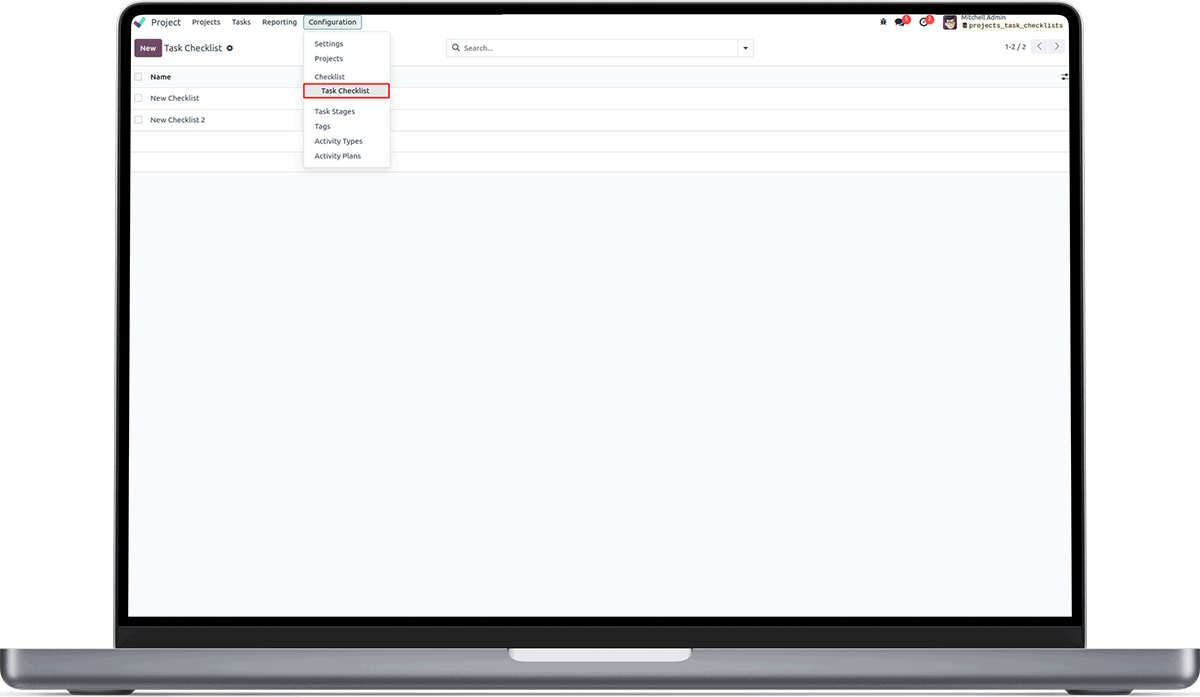 Project Projects Tasks Reporting Configuration 5 2 Mitchell Admin
projects_task_checklists
New Task Checklist Search... 1-2 / 2
Settings
Projects
Checklist
Task Checklist
Task Stages
Tags
Activity Types
Activity Plans
Name
New Checklist
New Checklist 2